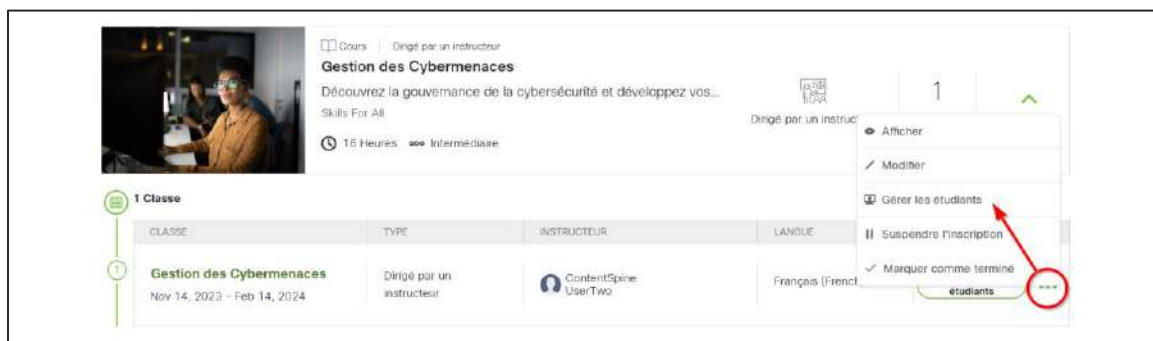 Cours Dirigé par un instructeur
Gestion des Cybermenaces
Découvrez la gouvernance de la cybersécurité et développez vos...
Skills For All
16 Heures Intermédiaire
Dirigé par un instruc
1
Afficher
Modifier
Gérer les étudiants
Suspendre l'inscription
Marquer comme terminé
1 Classe
CLASSE TYPE INSTRUCTEUR LANGUE
1
Gestion des Cybermenaces
Nov 14, 2023 - Feb 14, 2024
Dirigé par un
instructeur
ContentSpine
UserTwo
Français (French
étudiants